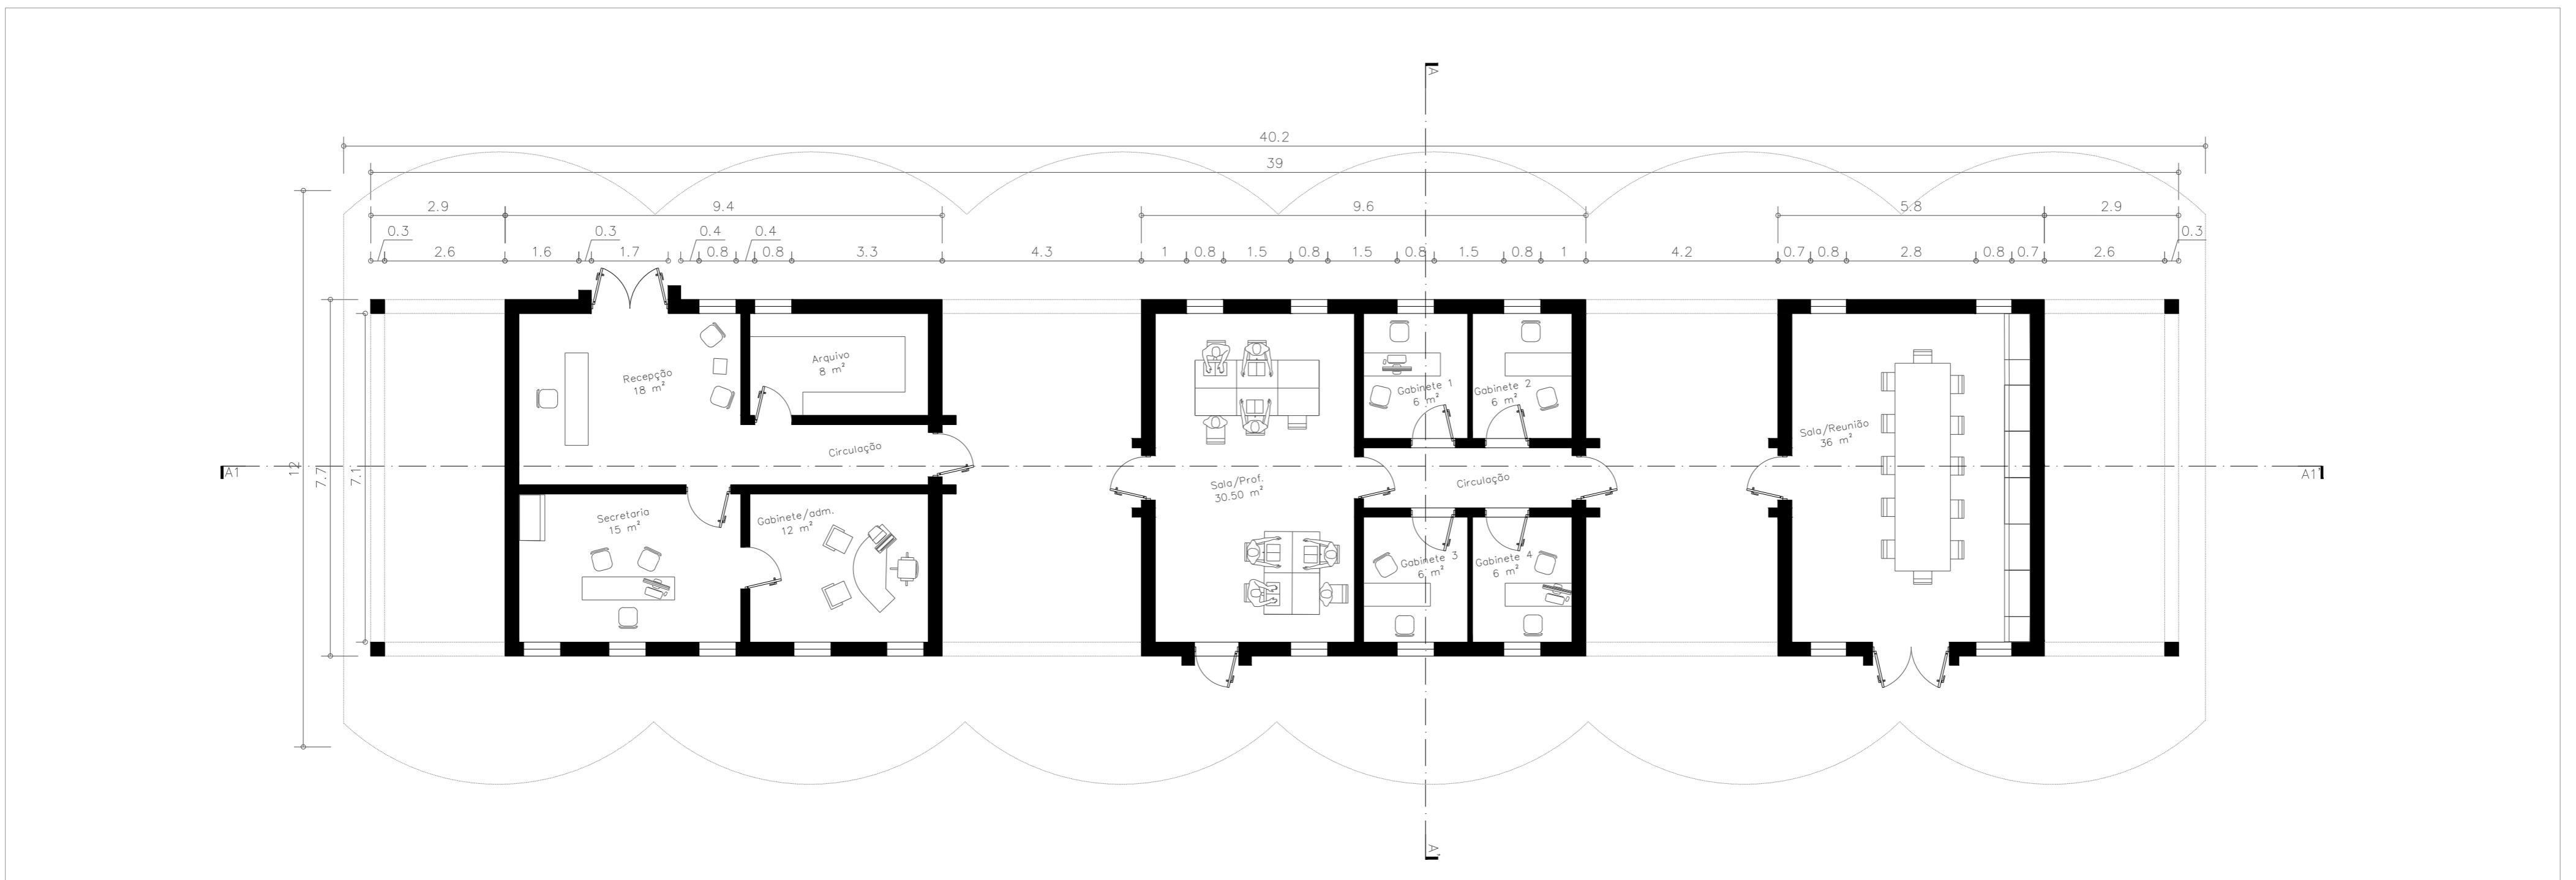 A
40.2
39
2.9
9.4
9.6
5.8
2.9
0.3
0.3
0.4
0.4
0.3
2.6
1.6
1.7
0.8
0.8
3.3
4.3
1
0.8
1.5
0.8
1.5
0.8
1.5
0.8
1
4.2
0.7
0.8
2.8
0.8
0.7
2.6
12
7.7
7.1
Arquivo
8 m²
Recepção
18 m²
Gabinete 1
6 m²
Gabinete 2
6 m²
Sala/Reunião
36 m²
Circulação
A1
Sala/Prof.
30.50 m²
Circulação
A1'
Secretaria
15 m²
Gabinete/adm.
12 m²
Gabinete 3
6 m²
Gabinete 4
6 m²
A'